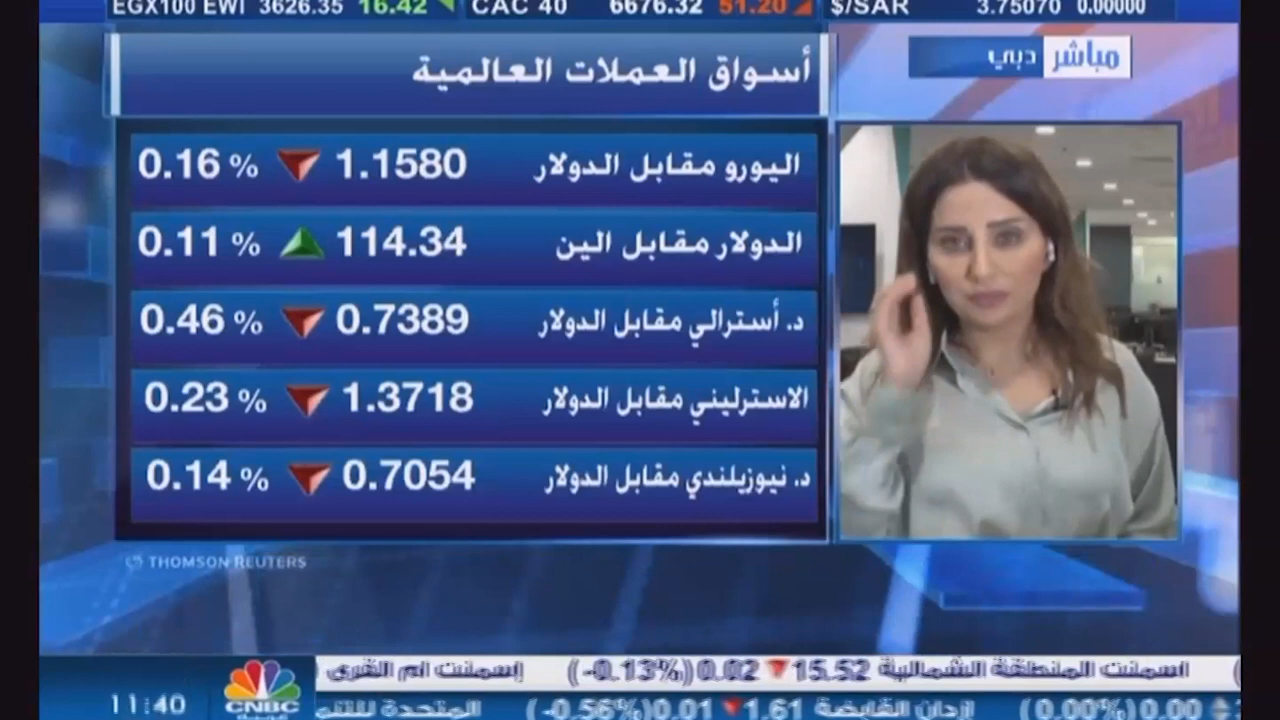 EGX100 EWI 3626.35 16.42 CAC 40 6676.32 51.20 $/SAR 3.75070 0.00000
مباشر دبي
أسواق العملات العالمية
اليورو مقابل الدولار 1.1580 0.16 %
الدولار مقابل الين 114.34 0.11 %
د. أسترالي مقابل الدولار 0.7389 0.46 %
الاسترليني مقابل الدولار 1.3718 0.23 %
د. نيوزيلندي مقابل الدولار 0.7054 0.14 %
THOMSON REUTERS
اسمنت المنطقة الشمالية 15.52 0.02 (-0.13%) إسمنت ام القرى
0.00 (0.00%) إزدان القابضة 1.61 0.01 (-0.56%) المتحدة للتنم
11:40
CNBC
عربية